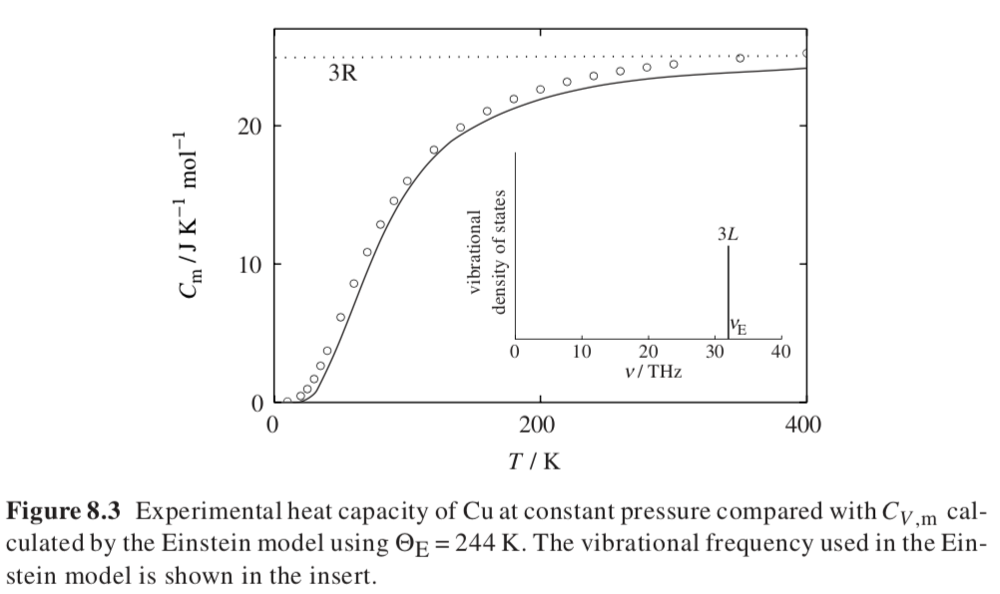 3R
20
10
0
C_m / J K⁻¹ mol⁻¹
0
200
400
T / K
vibrational
density of states
3L
ν_E
0 10 20 30 40
ν / THz
Figure 8.3 Experimental heat capacity of Cu at constant pressure compared with C_V,m cal-
culated by the Einstein model using Θ_E = 244 K. The vibrational frequency used in the Ein-
stein model is shown in the insert.